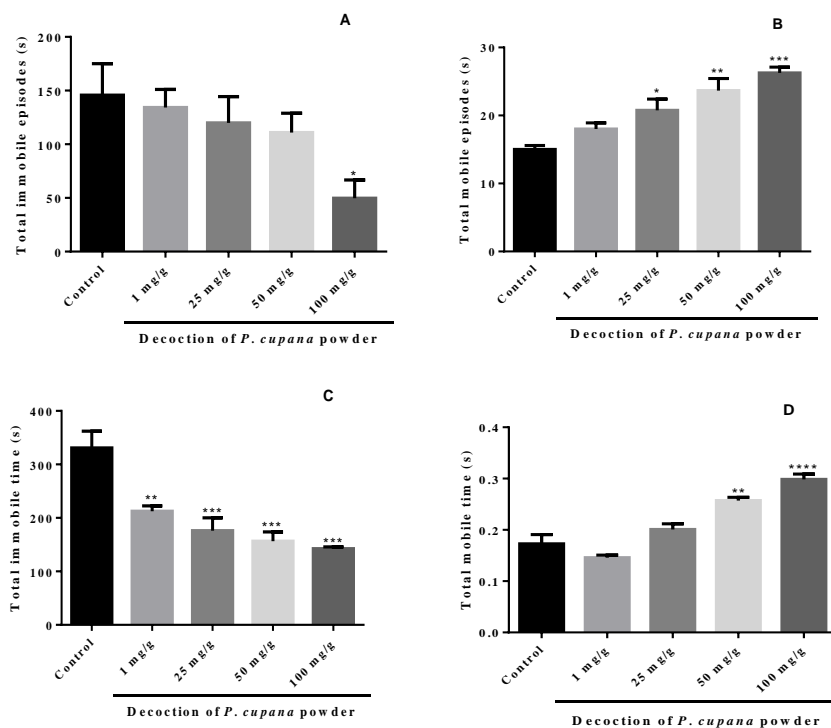 A
Total immobile episodes (s)
200
150
100
50
0
*
Control
1 mg/g
25 mg/g
50 mg/g
100 mg/g
Decoction of P. cupana powder
B
Total mobile episodes (s)
30
20
10
0
*
**
***
Control
1 mg/g
25 mg/g
50 mg/g
100 mg/g
Decoction of P. cupana powder
C
Total immobile time (s)
400
300
200
100
0
**
***
***
***
Control
1 mg/g
25 mg/g
50 mg/g
100 mg/g
Decoction of P. cupana powder
D
Total mobile time (s)
0.4
0.3
0.2
0.1
0.0
**
****
Control
1 mg/g
25 mg/g
50 mg/g
100 mg/g
Decoction of P. cupana powder